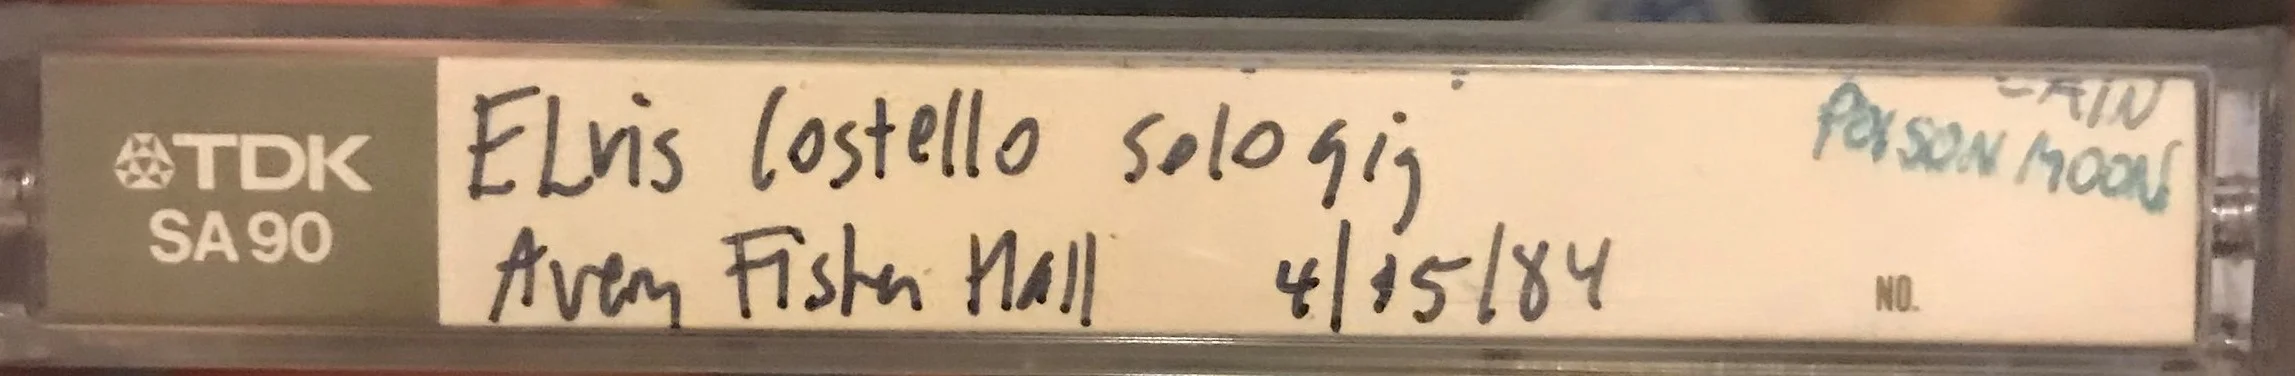 TDK
SA 90
ELvis Costello solo gig
Avery Fisher Hall 4/15/84
POISON MOON
NO.